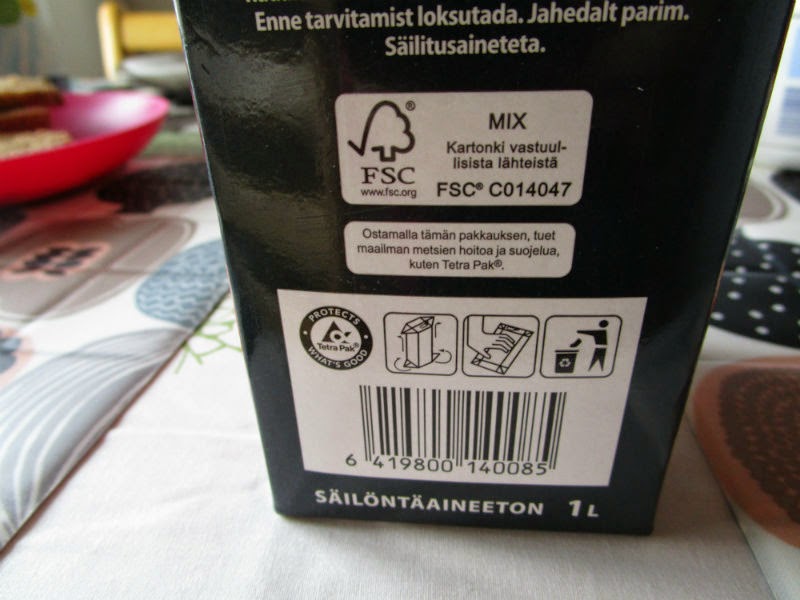 Enne tarvitamist loksutada. Jahedalt parim.
Säilitusaineteta.
FSC®
www.fsc.org
MIX
Kartonki vastuul-
lisista lähteistä
FSC® C014047
Ostamalla tämän pakkauksen, tuet
maailman metsien hoitoa ja suojelua,
kuten Tetra Pak®.
PROTECTS
Tetra Pak®
WHAT'S GOOD
6 419800 140085
SÄILÖNTÄAINEETON 1 L